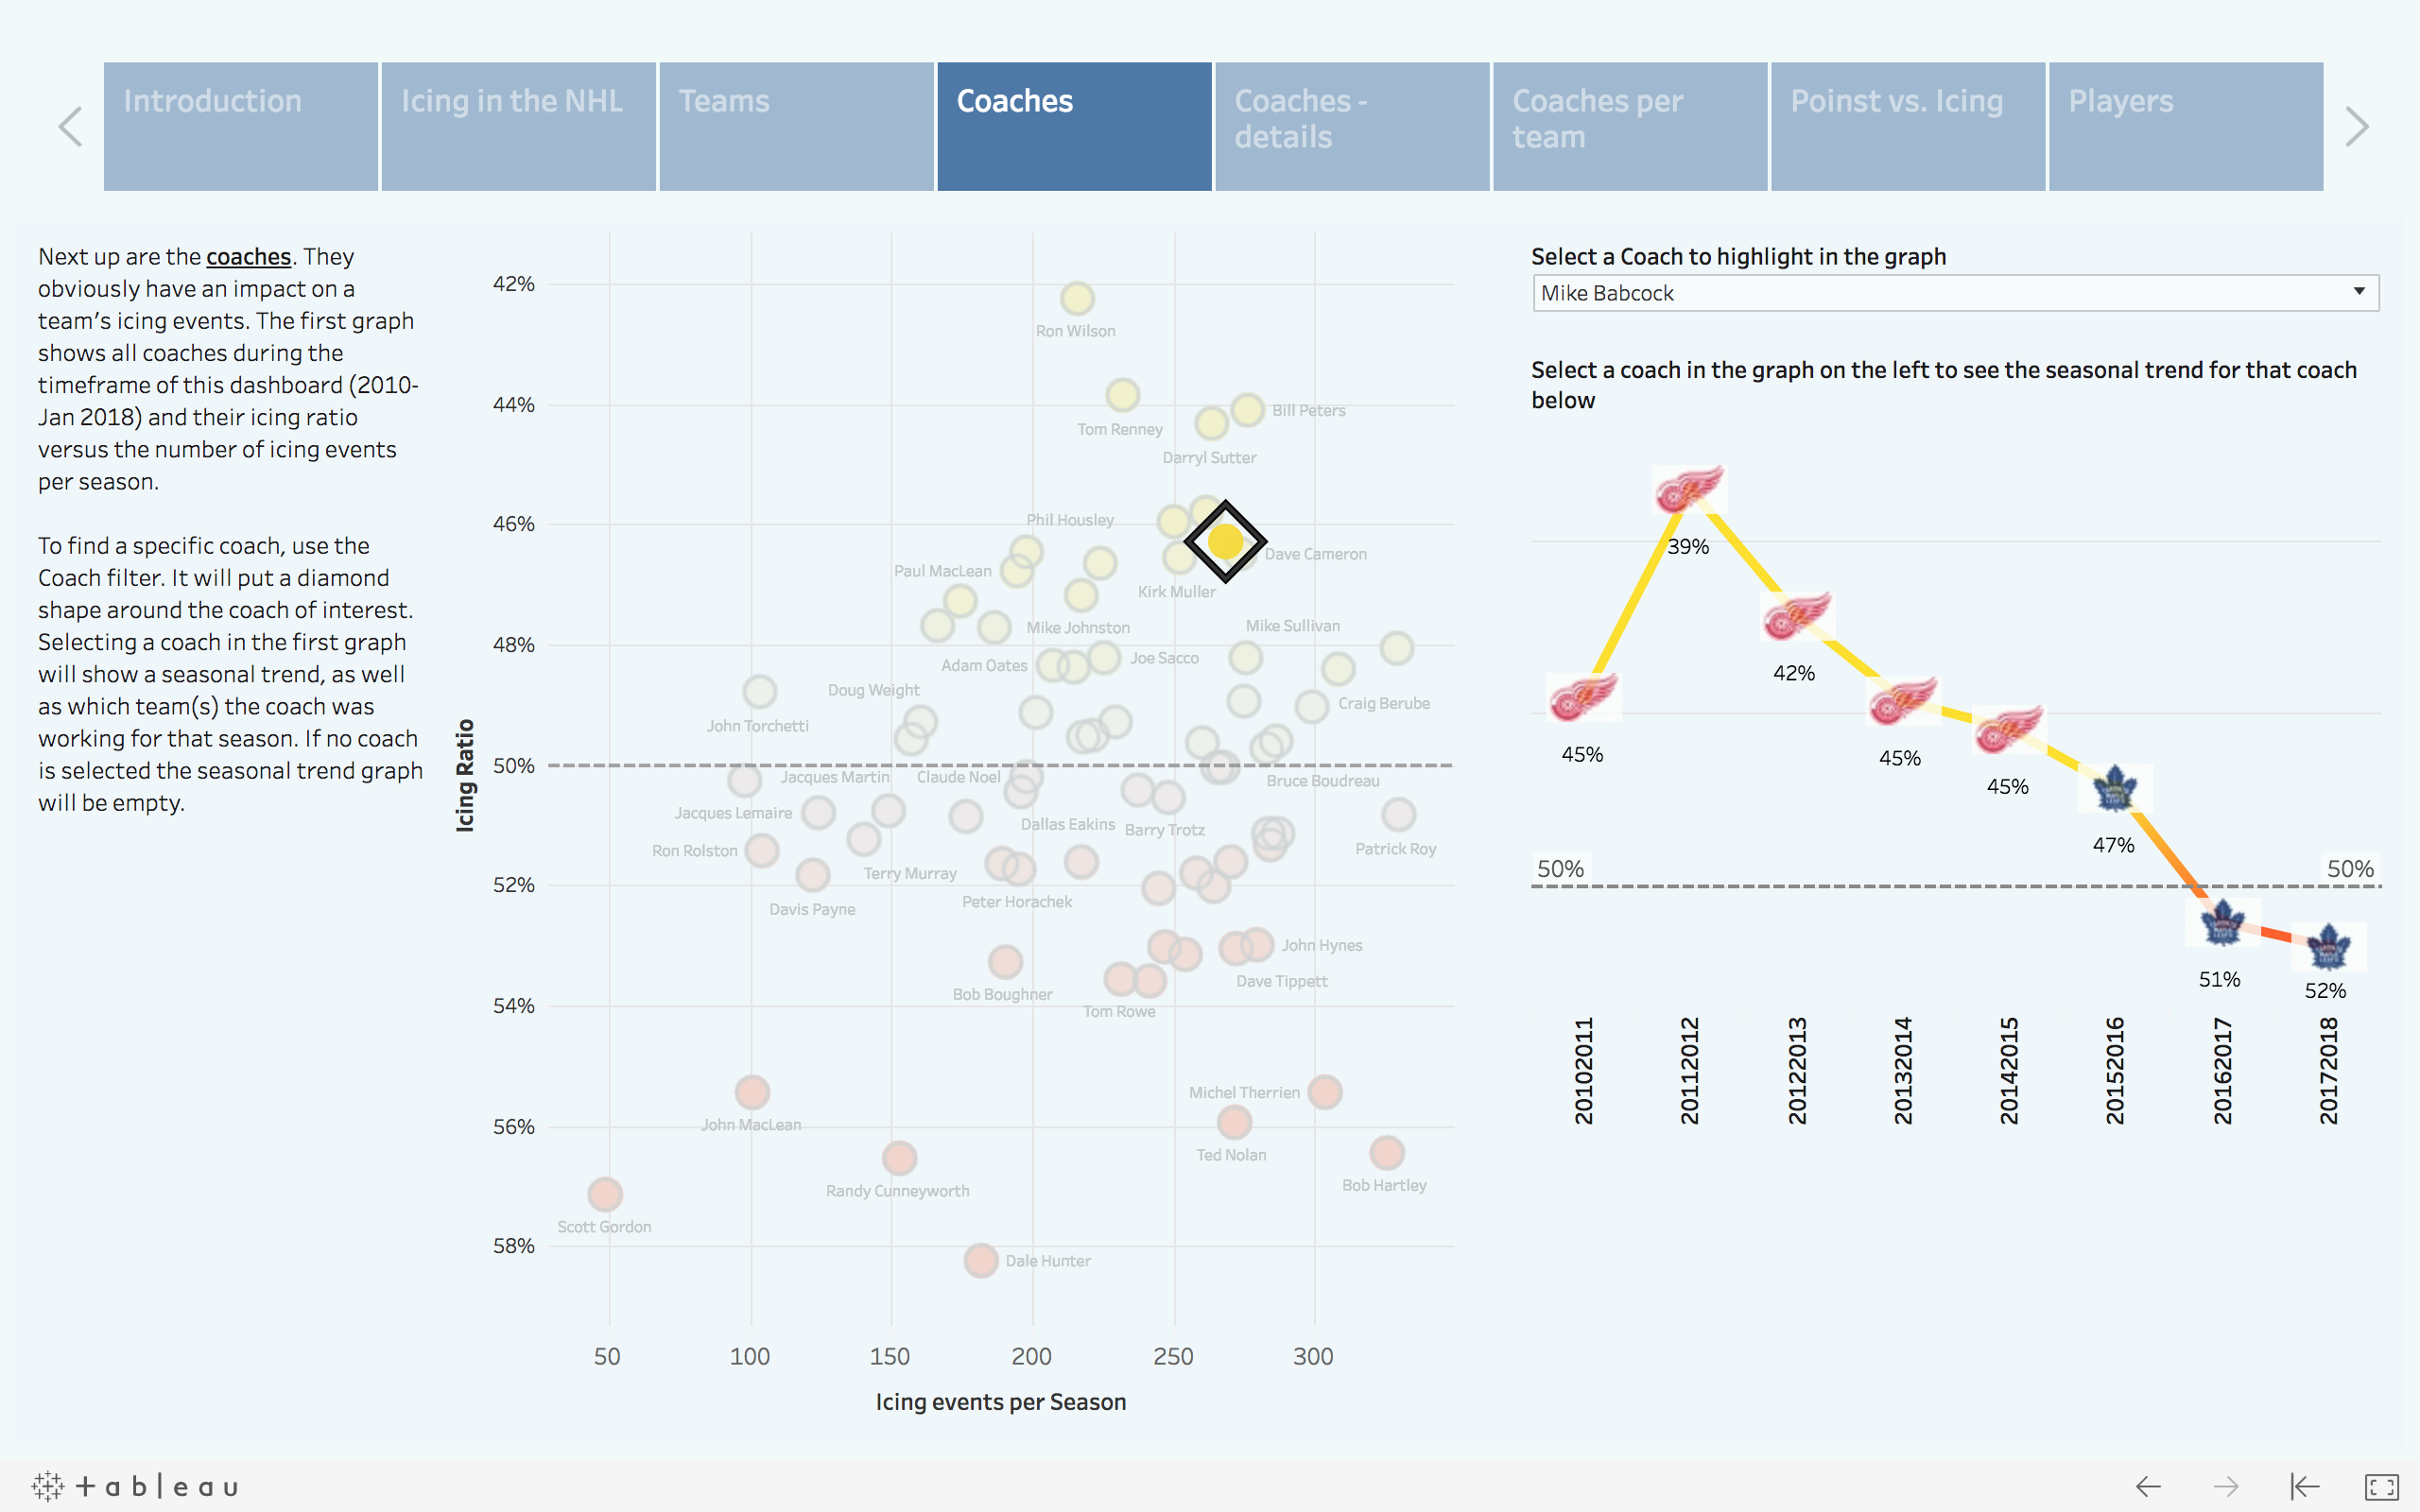 Introduction
Icing in the NHL
Teams
Coaches
Coaches -
details
Coaches per
team
Poinst vs. Icing
Players
Next up are the coaches. They
obviously have an impact on a
team's icing events. The first graph
shows all coaches during the
timeframe of this dashboard (2010-
Jan 2018) and their icing ratio
versus the number of icing events
per season.
To find a specific coach, use the
Coach filter. It will put a diamond
shape around the coach of interest.
Selecting a coach in the first graph
will show a seasonal trend, as well
as which team(s) the coach was
working for that season. If no coach
is selected the seasonal trend graph
will be empty.
Icing Ratio
42%
44%
46%
48%
50%
52%
54%
56%
58%
Ron Wilson
Bill Peters
Tom Renney
Darryl Sutter
Phil Housley
Dave Cameron
Paul MacLean
Kirk Muller
Mike Johnston
Mike Sullivan
Adam Oates
Joe Sacco
Doug Weight
Craig Berube
John Torchetti
Jacques Martin
Claude Noel
Bruce Boudreau
Jacques Lemaire
Dallas Eakins
Barry Trotz
Ron Rolston
Patrick Roy
Terry Murray
Peter Horachek
Davis Payne
John Hynes
Dave Tippett
Bob Boughner
Tom Rowe
Michel Therrien
John MacLean
Ted Nolan
Bob Hartley
Randy Cunneyworth
Scott Gordon
Dale Hunter
50
100
150
200
250
300
Icing events per Season
Select a Coach to highlight in the graph
Mike Babcock
Select a coach in the graph on the left to see the seasonal trend for that coach
below
39%
42%
45%
45%
45%
47%
50%
50%
51%
52%
20102011
20112012
20122013
20132014
20142015
20152016
20162017
20172018
+ableau